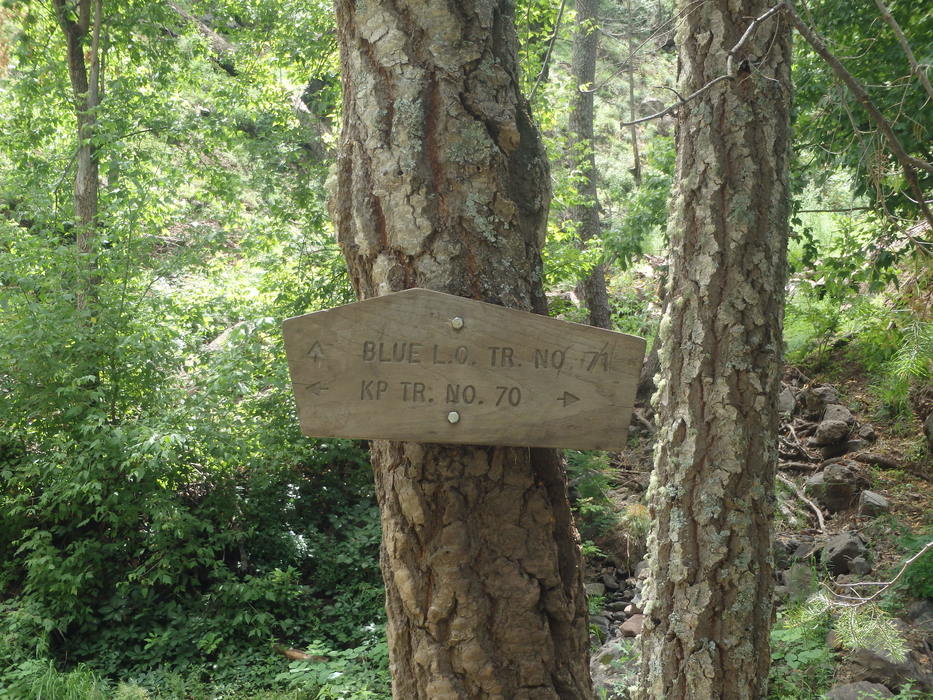 ↑ BLUE L.O. TR. NO. 71
← KP TR. NO. 70 →